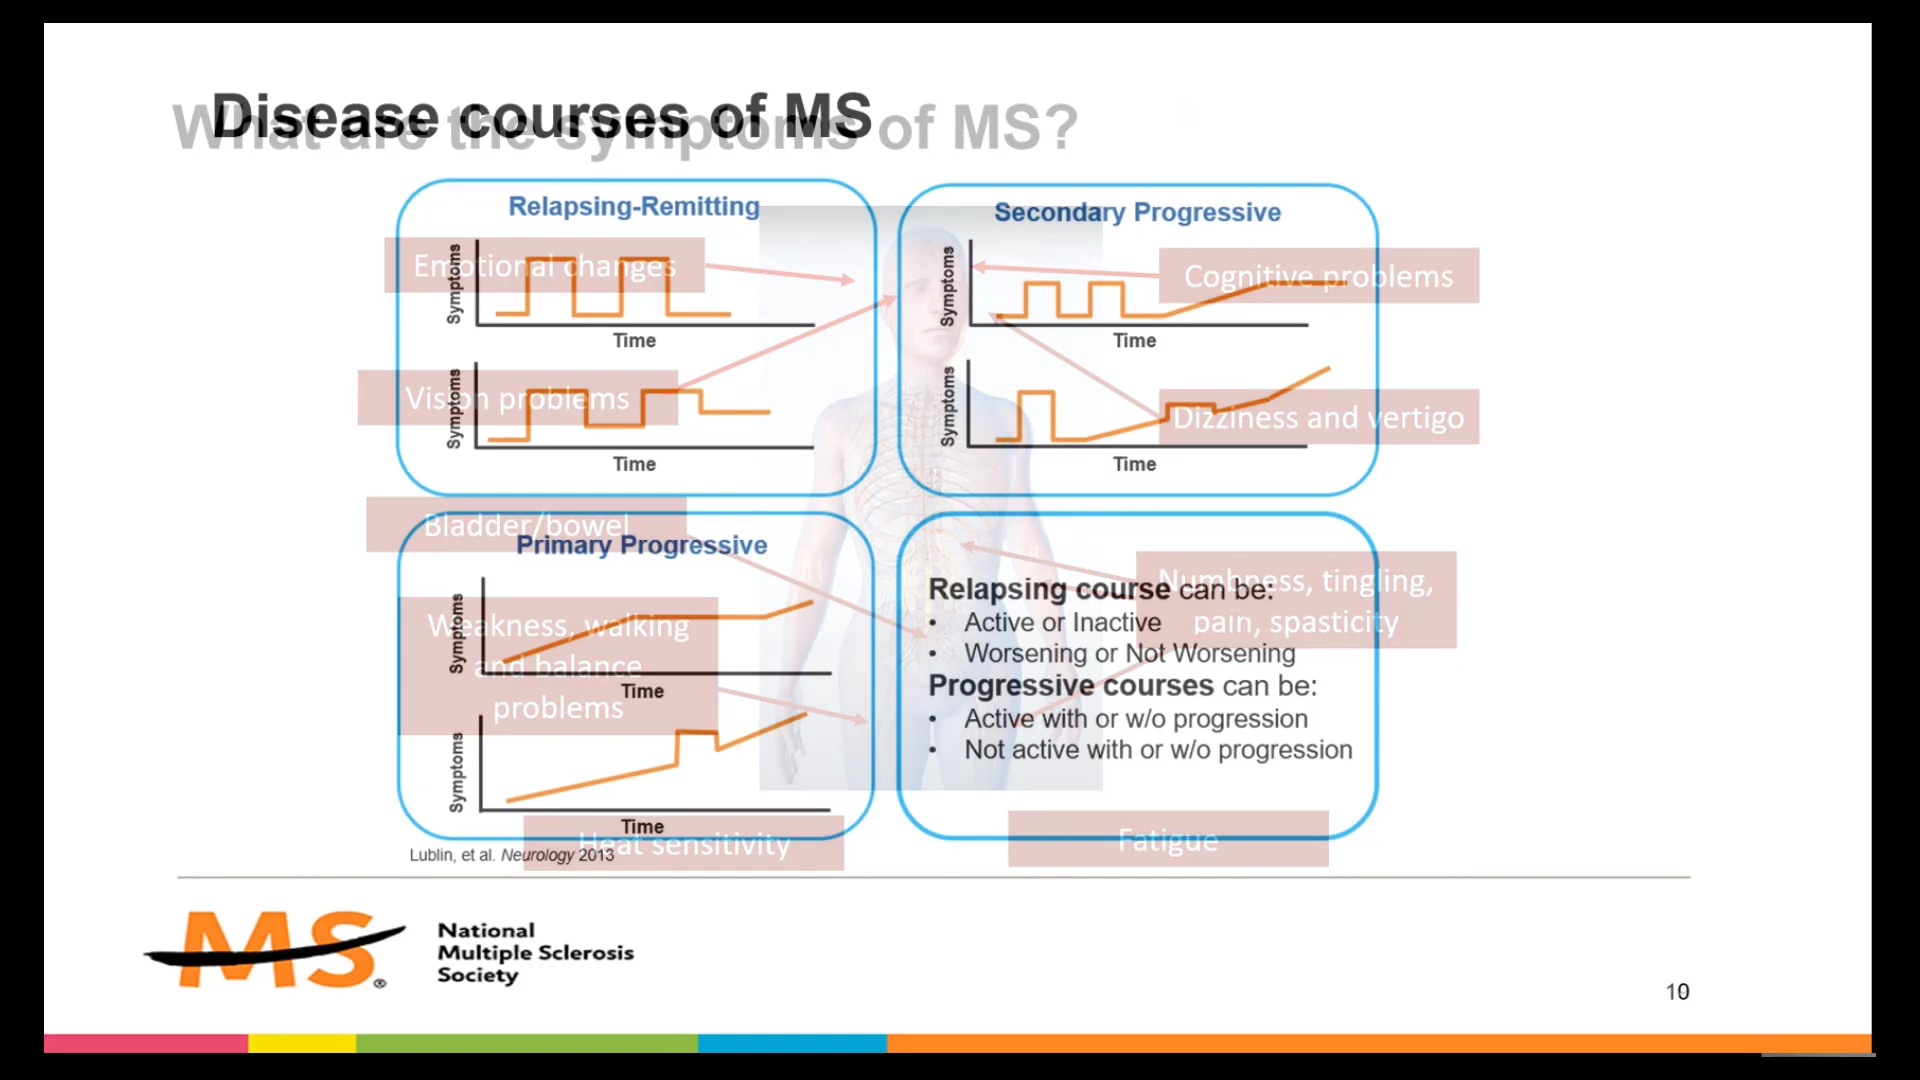 Disease courses of MS
What are the symptoms of MS?
Relapsing-Remitting
Emotional changes
Symptoms
Time
Vision problems
Symptoms
Time
Secondary Progressive
Cognitive problems
Symptoms
Time
Dizziness and vertigo
Symptoms
Time
Bladder/bowel
Primary Progressive
Weakness, walking
and balance
problems
Symptoms
Time
Symptoms
Time
Numbness, tingling,
pain, spasticity
Relapsing course can be:
• Active or Inactive
• Worsening or Not Worsening
Progressive courses can be:
• Active with or w/o progression
• Not active with or w/o progression
Heat sensitivity
Fatigue
Lublin, et al. Neurology 2013
MS®
National
Multiple Sclerosis
Society
10